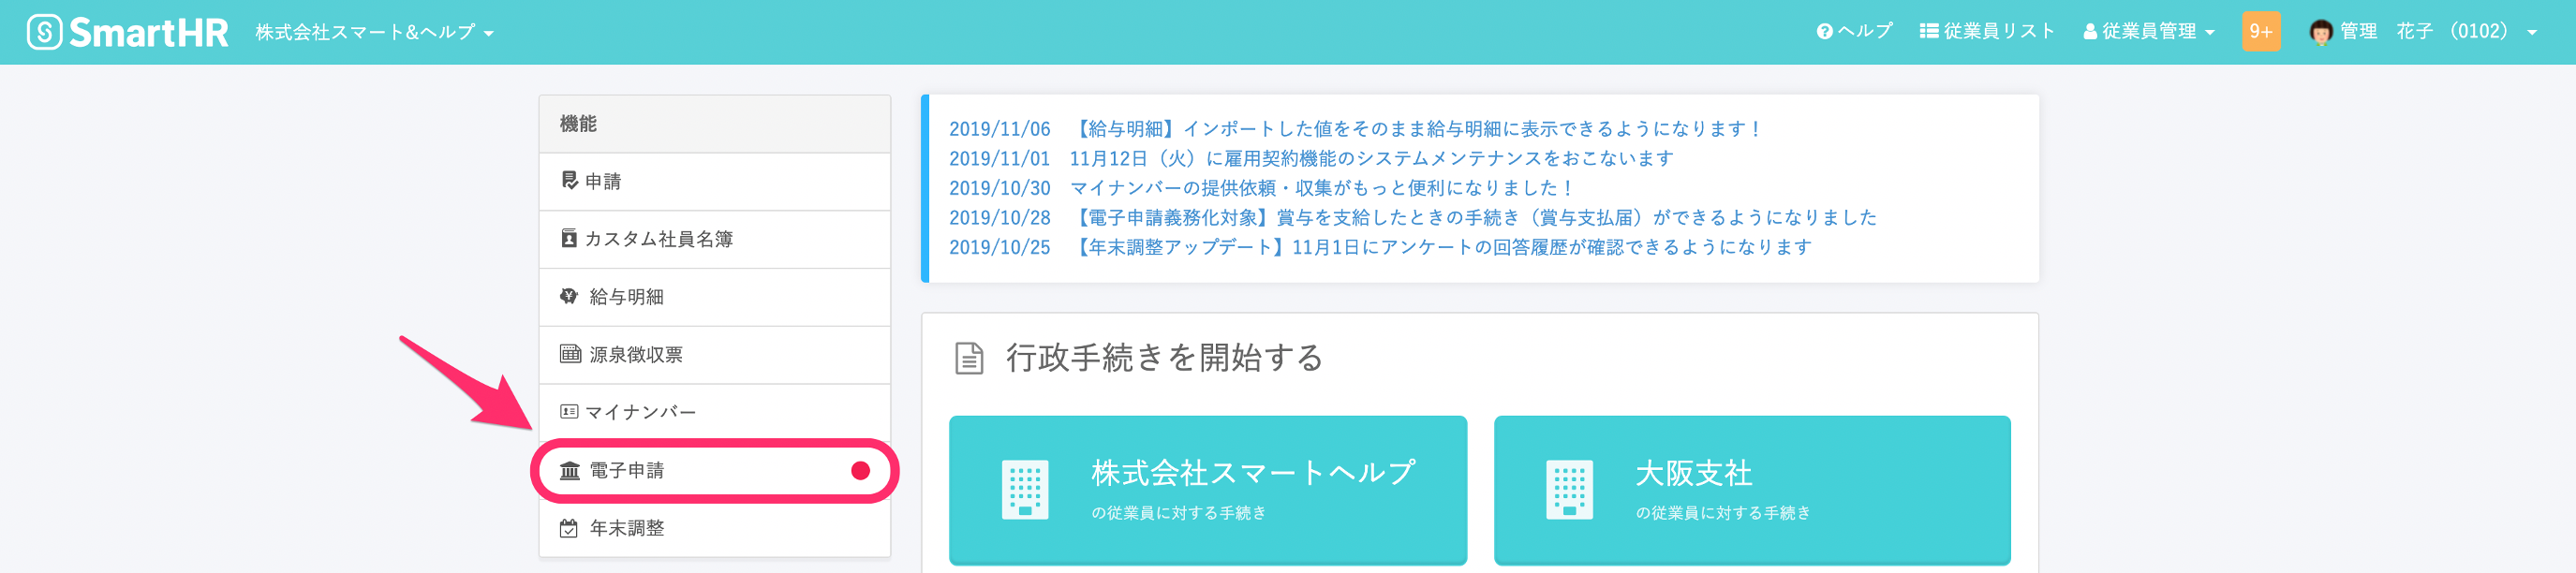 SmartHR 株式会社スマート&ヘルプ ヘルプ 従業員リスト 従業員管理 9+ 管理 花子 (0102)
機能
申請
カスタム社員名簿
給与明細
源泉徴収票
マイナンバー
電子申請
年末調整
2019/11/06 【給与明細】インポートした値をそのまま給与明細に表示できるようになります！
2019/11/01 11月12日（火）に雇用契約機能のシステムメンテナンスをおこないます
2019/10/30 マイナンバーの提供依頼・収集がもっと便利になりました！
2019/10/28 【電子申請義務化対象】賞与を支給したときの手続き（賞与支払届）ができるようになりました
2019/10/25 【年末調整アップデート】11月1日にアンケートの回答履歴が確認できるようになります
行政手続きを開始する
株式会社スマートヘルプ
の従業員に対する手続き
大阪支社
の従業員に対する手続き